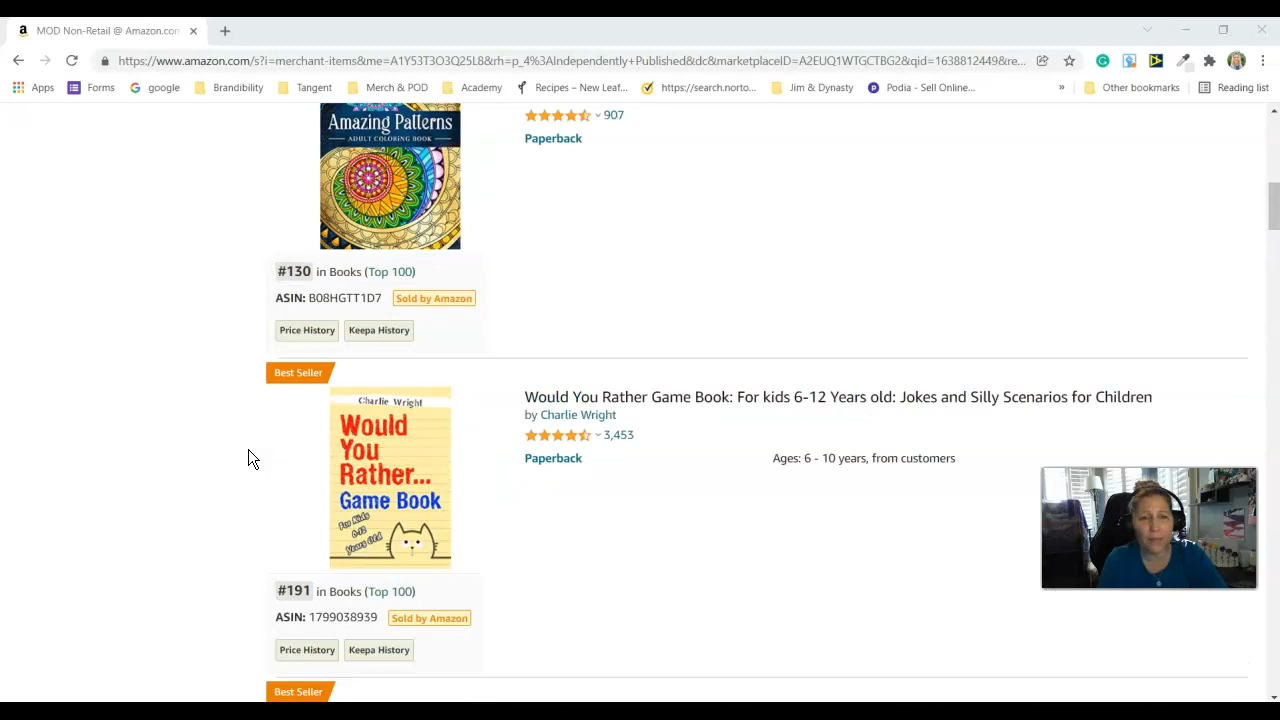 MOD Non-Retail @ Amazon.com
https://www.amazon.com/s?i=merchant-items&me=A1Y53T3O33Q25L8&rh=p_4%3AIndependently+Published&dc&marketplaceID=A2EUQ1WTGCTBG2&qid=1638812449&re...
Apps Forms google Brandibility Tangent Merch & POD Academy Recipes – New Leaf... https://search.norto... Jim & Dynasty Podia - Sell Online... » Other bookmarks Reading list
Amazing Patterns
ADULT COLORING BOOK
907
Paperback
#130 in Books (Top 100)
ASIN: B08HGTT1D7 Sold by Amazon
Price History Keepa History
Best Seller
Charlie Wright
Would
You
Rather...
Game Book
For Kids
6-12
Years Old
Would You Rather Game Book: For kids 6-12 Years old: Jokes and Silly Scenarios for Children
by Charlie Wright
3,453
Paperback
Ages: 6 - 10 years, from customers
#191 in Books (Top 100)
ASIN: 1799038939 Sold by Amazon
Price History Keepa History
Best Seller